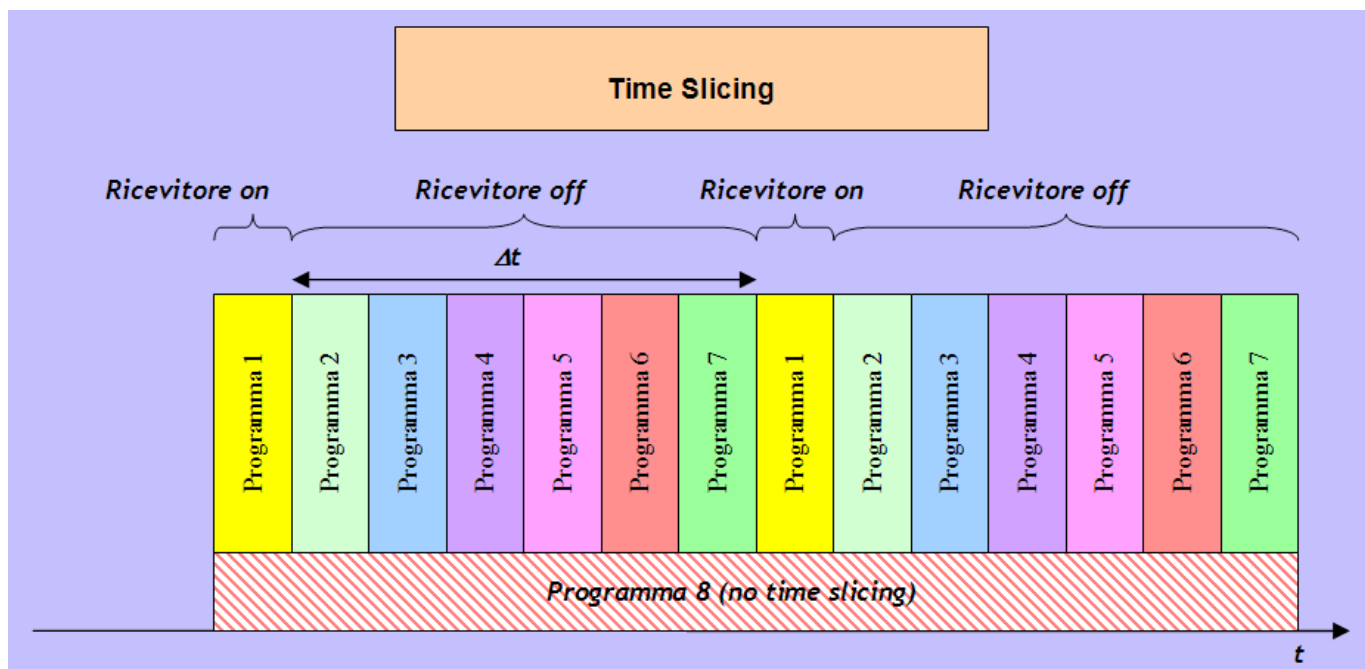 Time Slicing
Ricevitore on
Ricevitore off
Ricevitore on
Ricevitore off
Δt
Programma 1
Programma 2
Programma 3
Programma 4
Programma 5
Programma 6
Programma 7
Programma 1
Programma 2
Programma 3
Programma 4
Programma 5
Programma 6
Programma 7
Programma 8 (no time slicing)
t